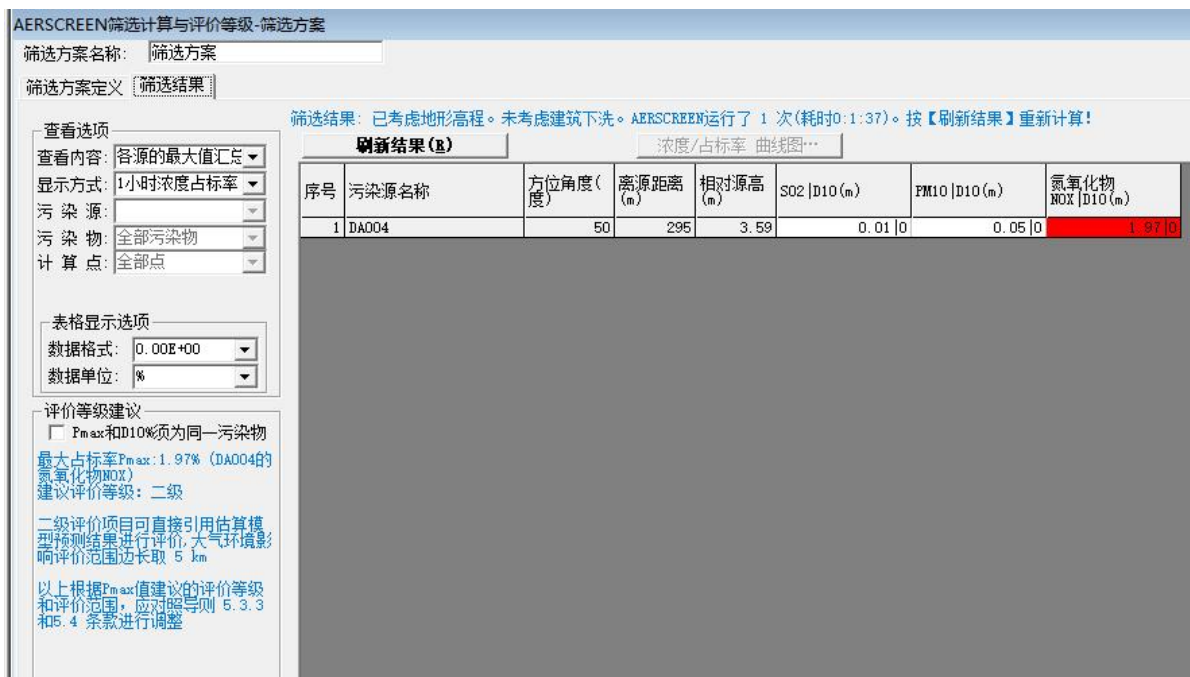 AERSCREEN筛选计算与评价等级-筛选方案
筛选方案名称: 筛选方案
筛选方案定义 筛选结果
筛选结果: 已考虑地形高程。未考虑建筑下洗。AERSCREEN运行了 1 次(耗时0:1:37)。按【刷新结果】重新计算!
刷新结果(R) 浓度/占标率 曲线图…
查看选项
查看内容: 各源的最大值汇总
显示方式: 1小时浓度占标率
污 染 源:
污 染 物: 全部污染物
计 算 点: 全部点
表格显示选项
数据格式: 0.00E+00
数据单位: %
评价等级建议
Pmax和D10%须为同一污染物
最大占标率Pmax:1.97% (DA004的
氮氧化物NOX)
建议评价等级: 二级
二级评价项目可直接引用估算模
型预测结果进行评价,大气环境影
响评价范围边长取 5 km
以上根据Pmax值建议的评价等级
和评价范围，应对照导则 5.3.3
和5.4 条款进行调整
序号 污染源名称 方位角度(度) 离源距离(m) 相对源高(m) SO2|D10(m) PM10|D10(m) 氮氧化物NOX|D10(m)
1 DA004 50 295 3.59 0.01|0 0.05|0 1.97|0